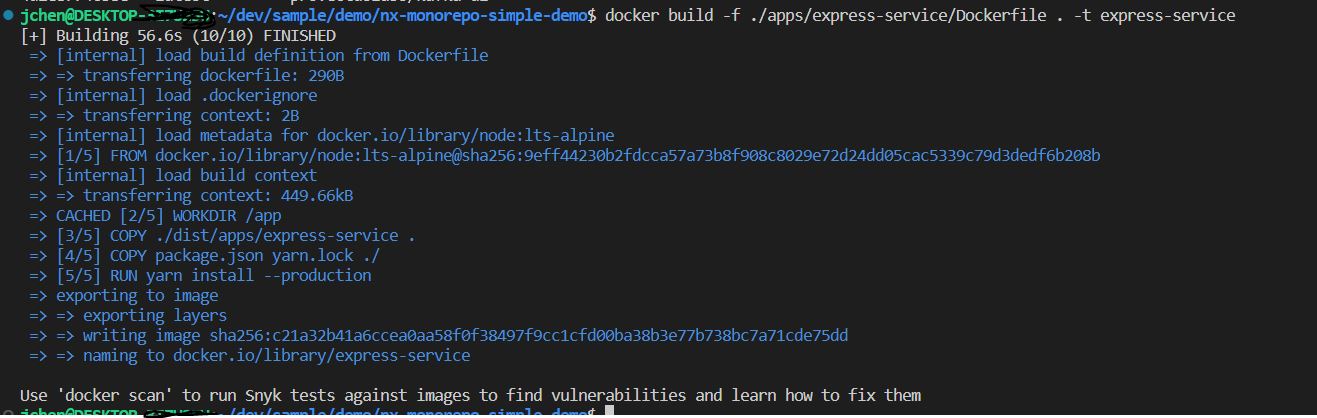 jchen@DESKTOP-:~/dev/sample/demo/nx-monorepo-simple-demo$ docker build -f ./apps/express-service/Dockerfile . -t express-service
[+] Building 56.6s (10/10) FINISHED
=> [internal] load build definition from Dockerfile
=> => transferring dockerfile: 290B
=> [internal] load .dockerignore
=> => transferring context: 2B
=> [internal] load metadata for docker.io/library/node:lts-alpine
=> [1/5] FROM docker.io/library/node:lts-alpine@sha256:9eff44230b2fdcca57a73b8f908c8029e72d24dd05cac5339c79d3dedf6b208b
=> [internal] load build context
=> => transferring context: 449.66kB
=> CACHED [2/5] WORKDIR /app
=> [3/5] COPY ./dist/apps/express-service .
=> [4/5] COPY package.json yarn.lock ./
=> [5/5] RUN yarn install --production
=> exporting to image
=> => exporting layers
=> => writing image sha256:c21a32b41a6ccea0aa58f0f38497f9cc1cfd00ba38b3e77b738bc7a71cde75dd
=> => naming to docker.io/library/express-service
Use 'docker scan' to run Snyk tests against images to find vulnerabilities and learn how to fix them
jchen@DESKTOP-:~/dev/sample/demo/nx-monorepo-simple-demo$